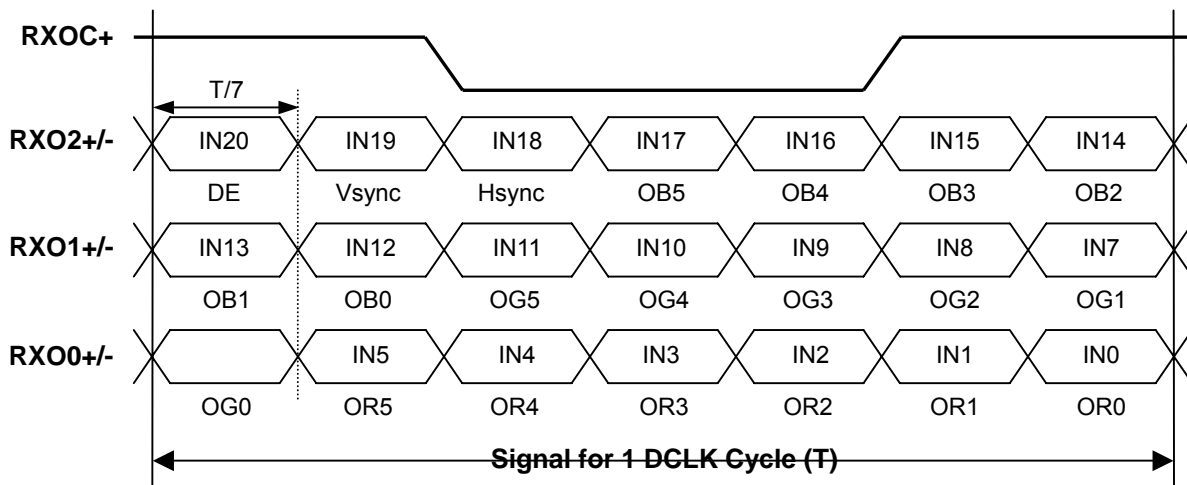 RXOC+
T/7
RXO2+/- IN20 IN19 IN18 IN17 IN16 IN15 IN14
DE Vsync Hsync OB5 OB4 OB3 OB2
RXO1+/- IN13 IN12 IN11 IN10 IN9 IN8 IN7
OB1 OB0 OG5 OG4 OG3 OG2 OG1
RXO0+/- IN5 IN4 IN3 IN2 IN1 IN0
OG0 OR5 OR4 OR3 OR2 OR1 OR0
Signal for 1 DCLK Cycle (T)